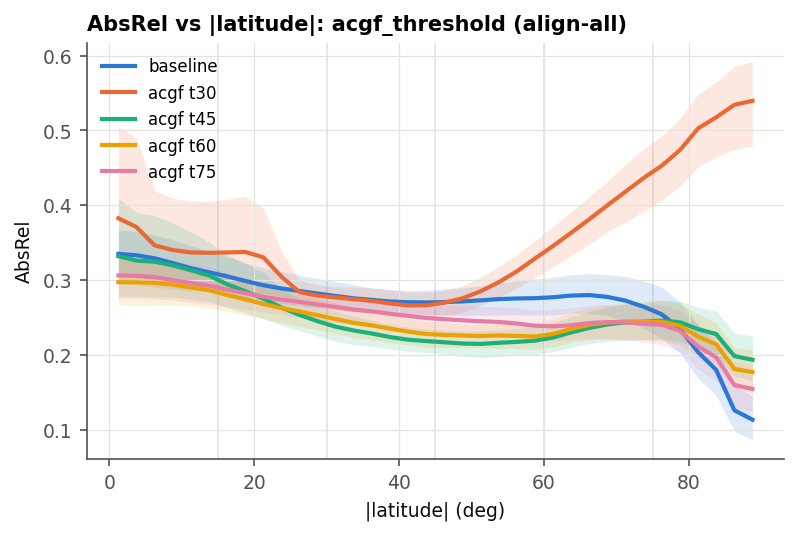 AbsRel vs |latitude|: acgf_threshold (align-all)
baseline
acgf t30
acgf t45
acgf t60
acgf t75
AbsRel
0.6
0.5
0.4
0.3
0.2
0.1
0 20 40 60 80
|latitude| (deg)